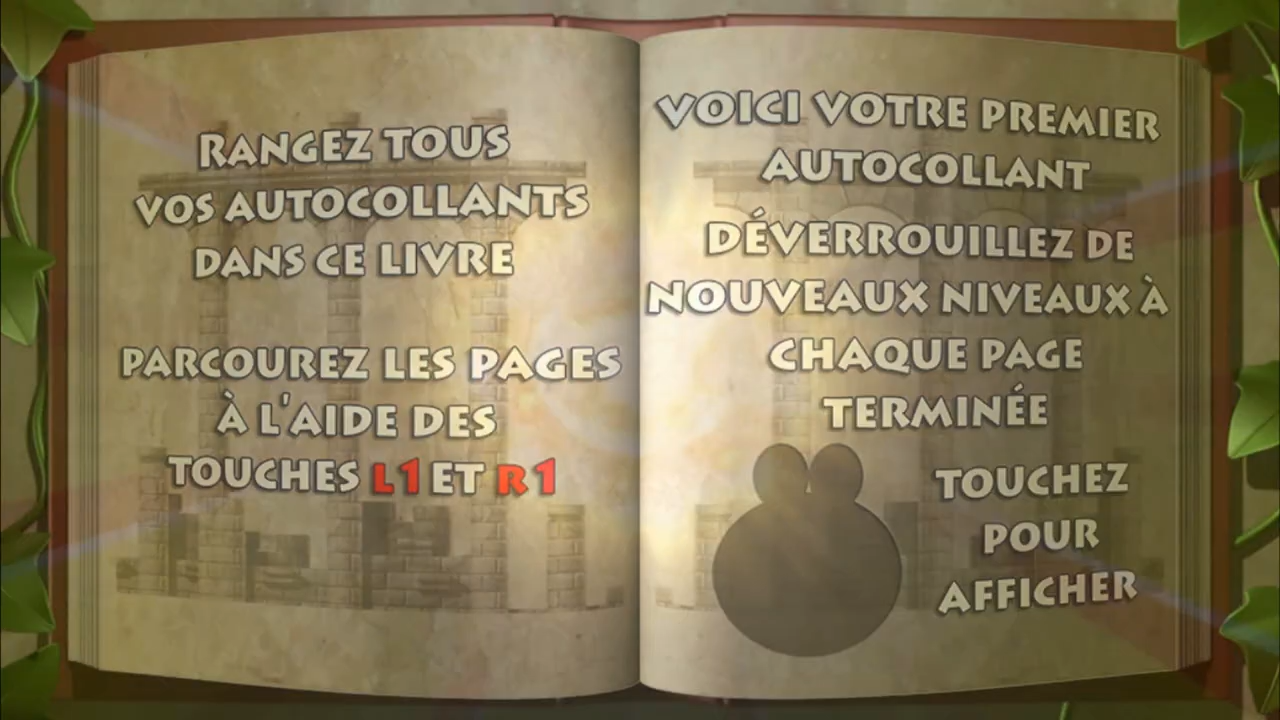 RANGEZ TOUS
VOS AUTOCOLLANTS
DANS CE LIVRE
PARCOUREZ LES PAGES
À L'AIDE DES
TOUCHES L1 ET R1
VOICI VOTRE PREMIER
AUTOCOLLANT
DÉVERROUILLEZ DE
NOUVEAUX NIVEAUX À
CHAQUE PAGE
TERMINÉE
TOUCHEZ
POUR
AFFICHER